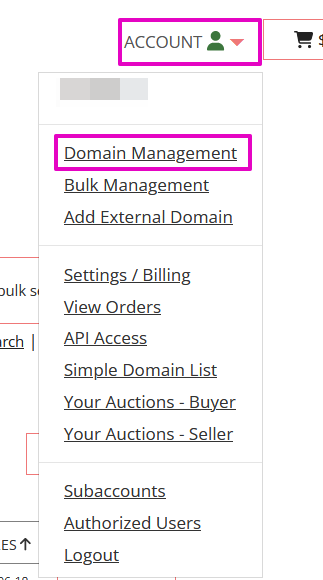 ACCOUNT
$
Domain Management
Bulk Management
Add External Domain
Settings / Billing
bulk s
View Orders
arch |
API Access
Simple Domain List
Your Auctions - Buyer
Your Auctions - Seller
Subaccounts
Authorized Users
ES
Logout